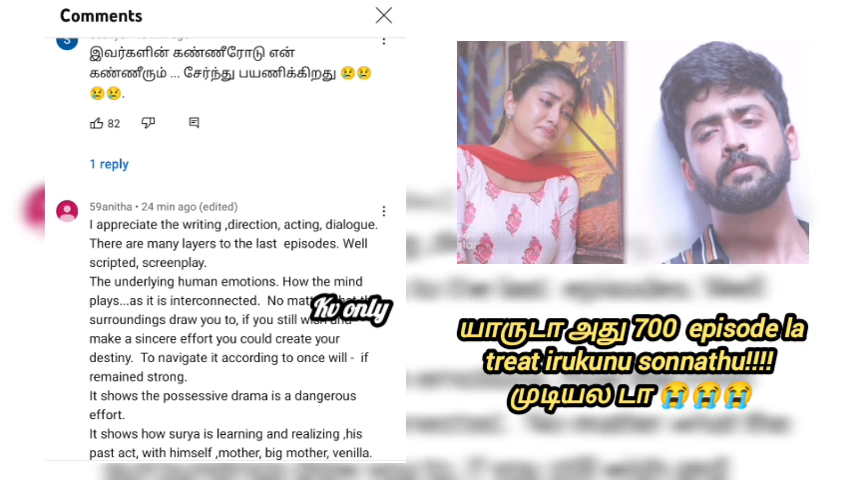 Comments
இவர்களின் கண்ணீரோடு என்
கண்ணீரும் ... சேர்ந்து பயணிக்கிறது 😢😢
😢😢.
82
1 reply
59anitha • 24 min ago (edited)
I appreciate the writing ,direction, acting, dialogue.
There are many layers to the last episodes. Well
scripted, screenplay.
The underlying human emotions. How the mind
plays...as it is interconnected. No
surroundings draw you to, if you still
make a sincere effort you could create your
destiny. To navigate it according to once will - if
remained strong.
It shows the possessive drama is a dangerous
effort.
It shows how surya is learning and realizing ,his
past act, with himself ,mother, big mother, venilla.
Kv only
யாருடா அது 700 episode la
treat irukunu sonnathu!!!!
முடியல டா 😭😭😭